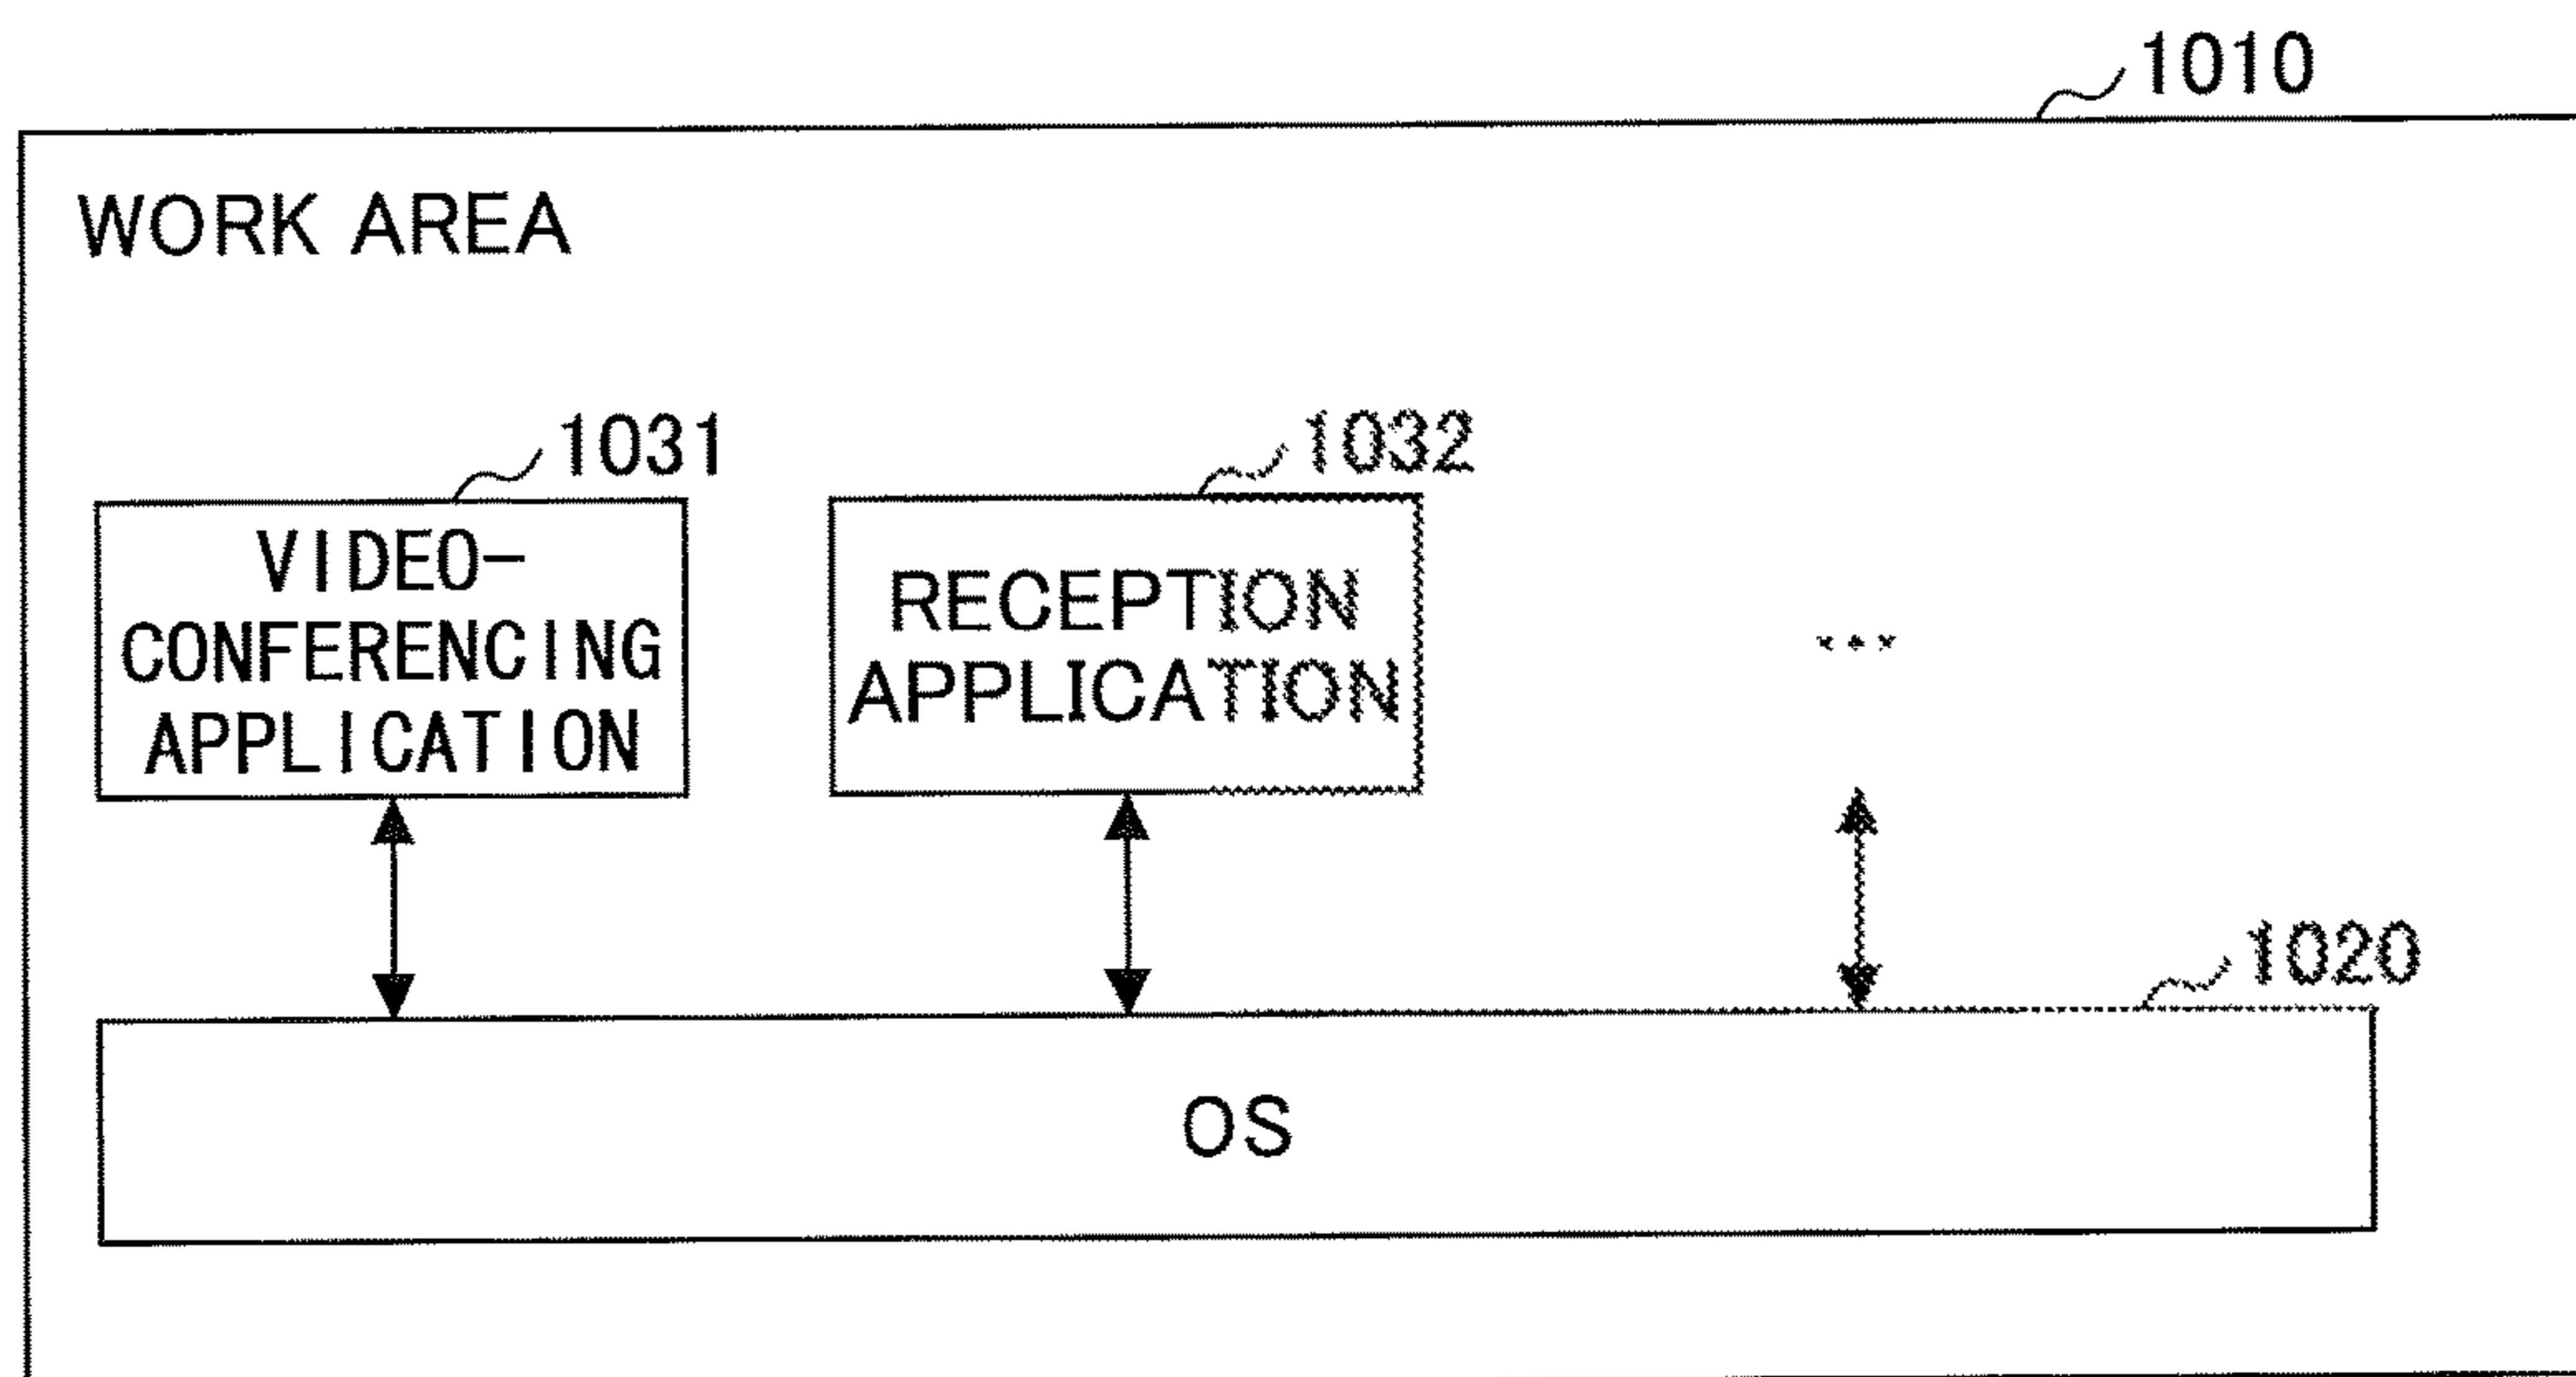 1010
WORK AREA
1031
1032
VIDEO-
CONFERENCING
APPLICATION
RECEPTION
APPLICATION
...
1020
OS